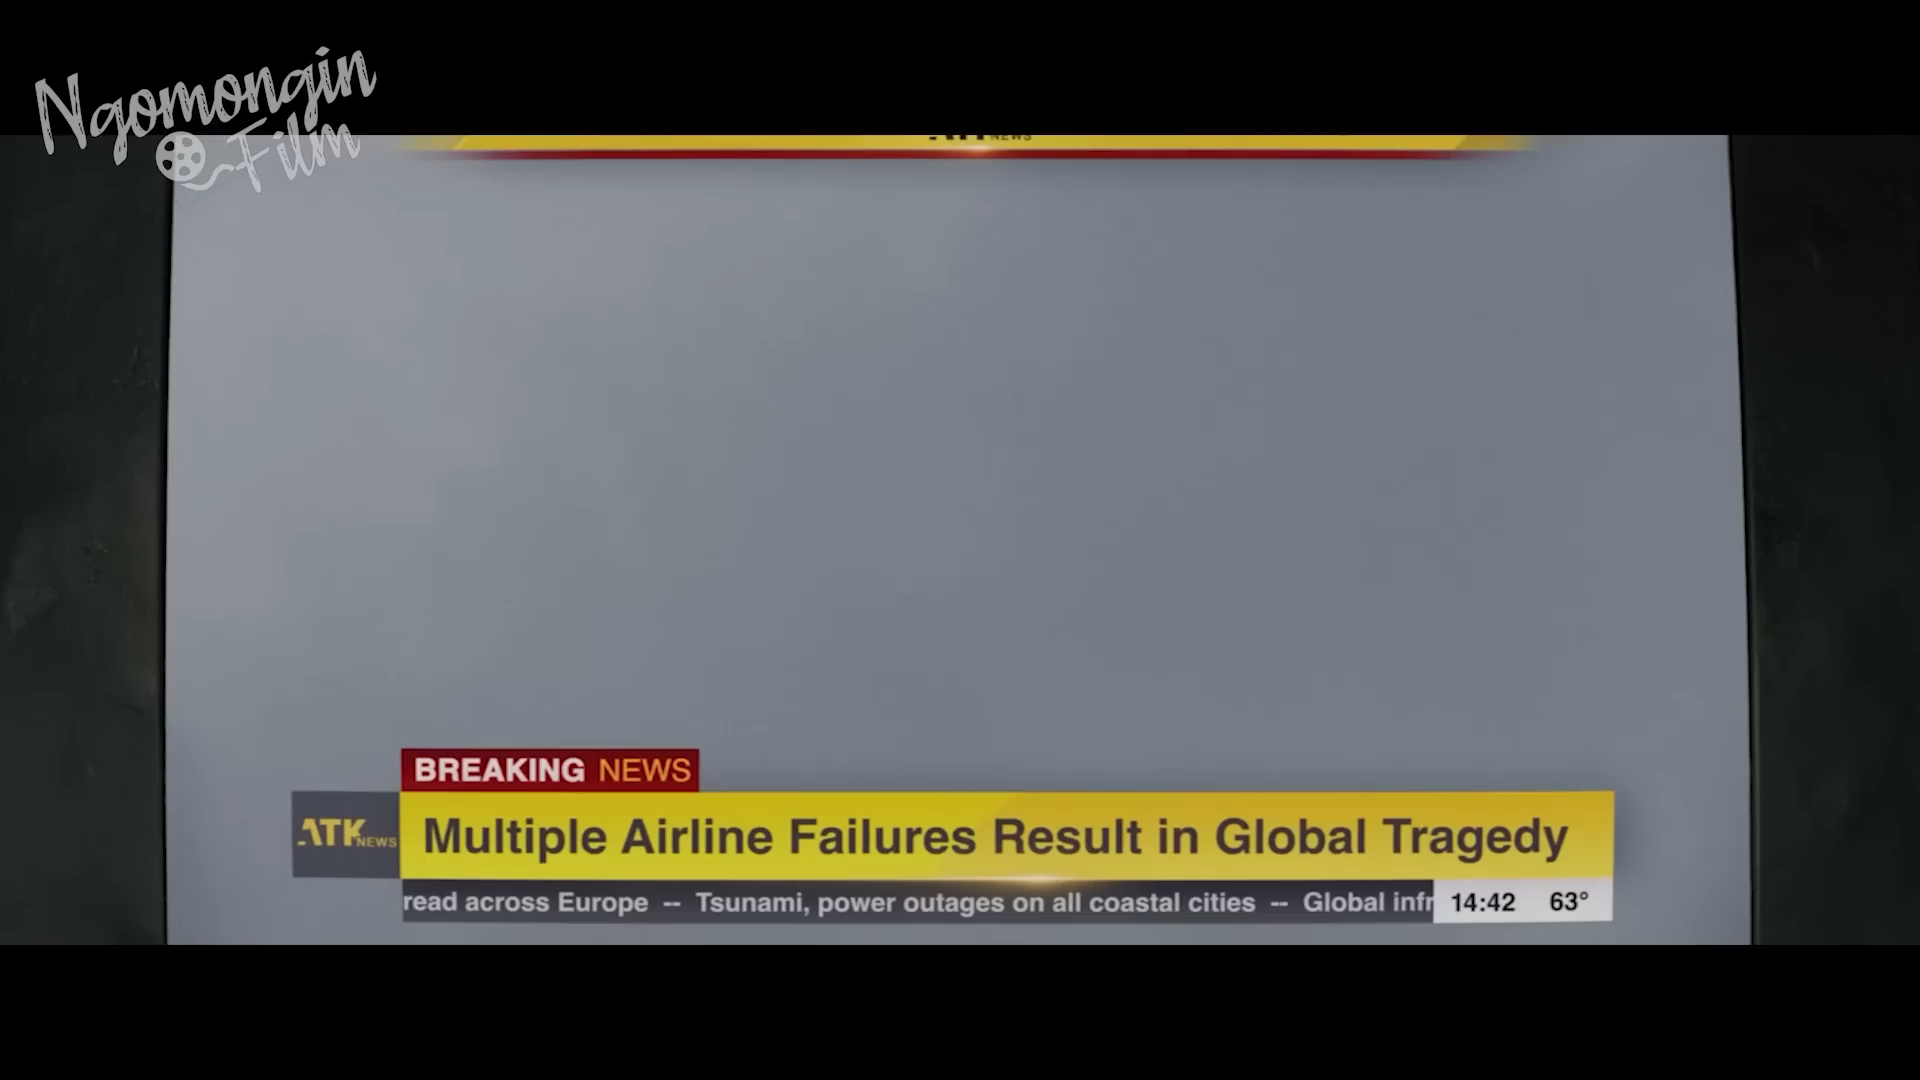 Ngomongin
Film
NEWS
BREAKING NEWS
ATK NEWS
Multiple Airline Failures Result in Global Tragedy
read across Europe -- Tsunami, power outages on all coastal cities -- Global infr
14:42 63°